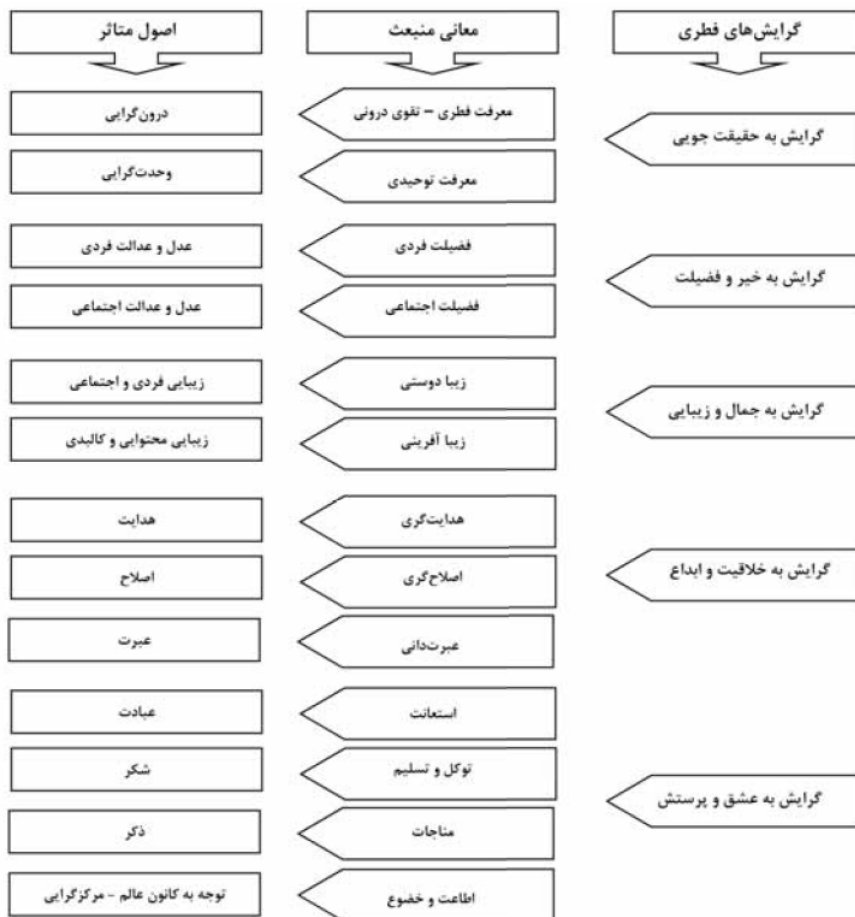 گرایش‌های فطری
معانی منبعث
اصول متاثر
گرایش به حقیقت جویی
معرفت فطری – تقوی درونی
درون‌گرایی
معرفت توحیدی
وحدت‌گرایی
گرایش به خیر و فضیلت
فضیلت فردی
عدل و عدالت فردی
فضیلت اجتماعی
عدل و عدالت اجتماعی
گرایش به جمال و زیبایی
زیبا دوستی
زیبایی فردی و اجتماعی
زیبا آفرینی
زیبایی محتوایی و کالبدی
گرایش به خلاقیت و ابداع
هدایت‌گری
هدایت
اصلاح‌گری
اصلاح
عبرت‌دانی
عبرت
گرایش به عشق و پرستش
استعانت
عبادت
توکل و تسلیم
شکر
مناجات
ذکر
اطاعت و خضوع
توجه به کانون عالم - مرکزگرایی